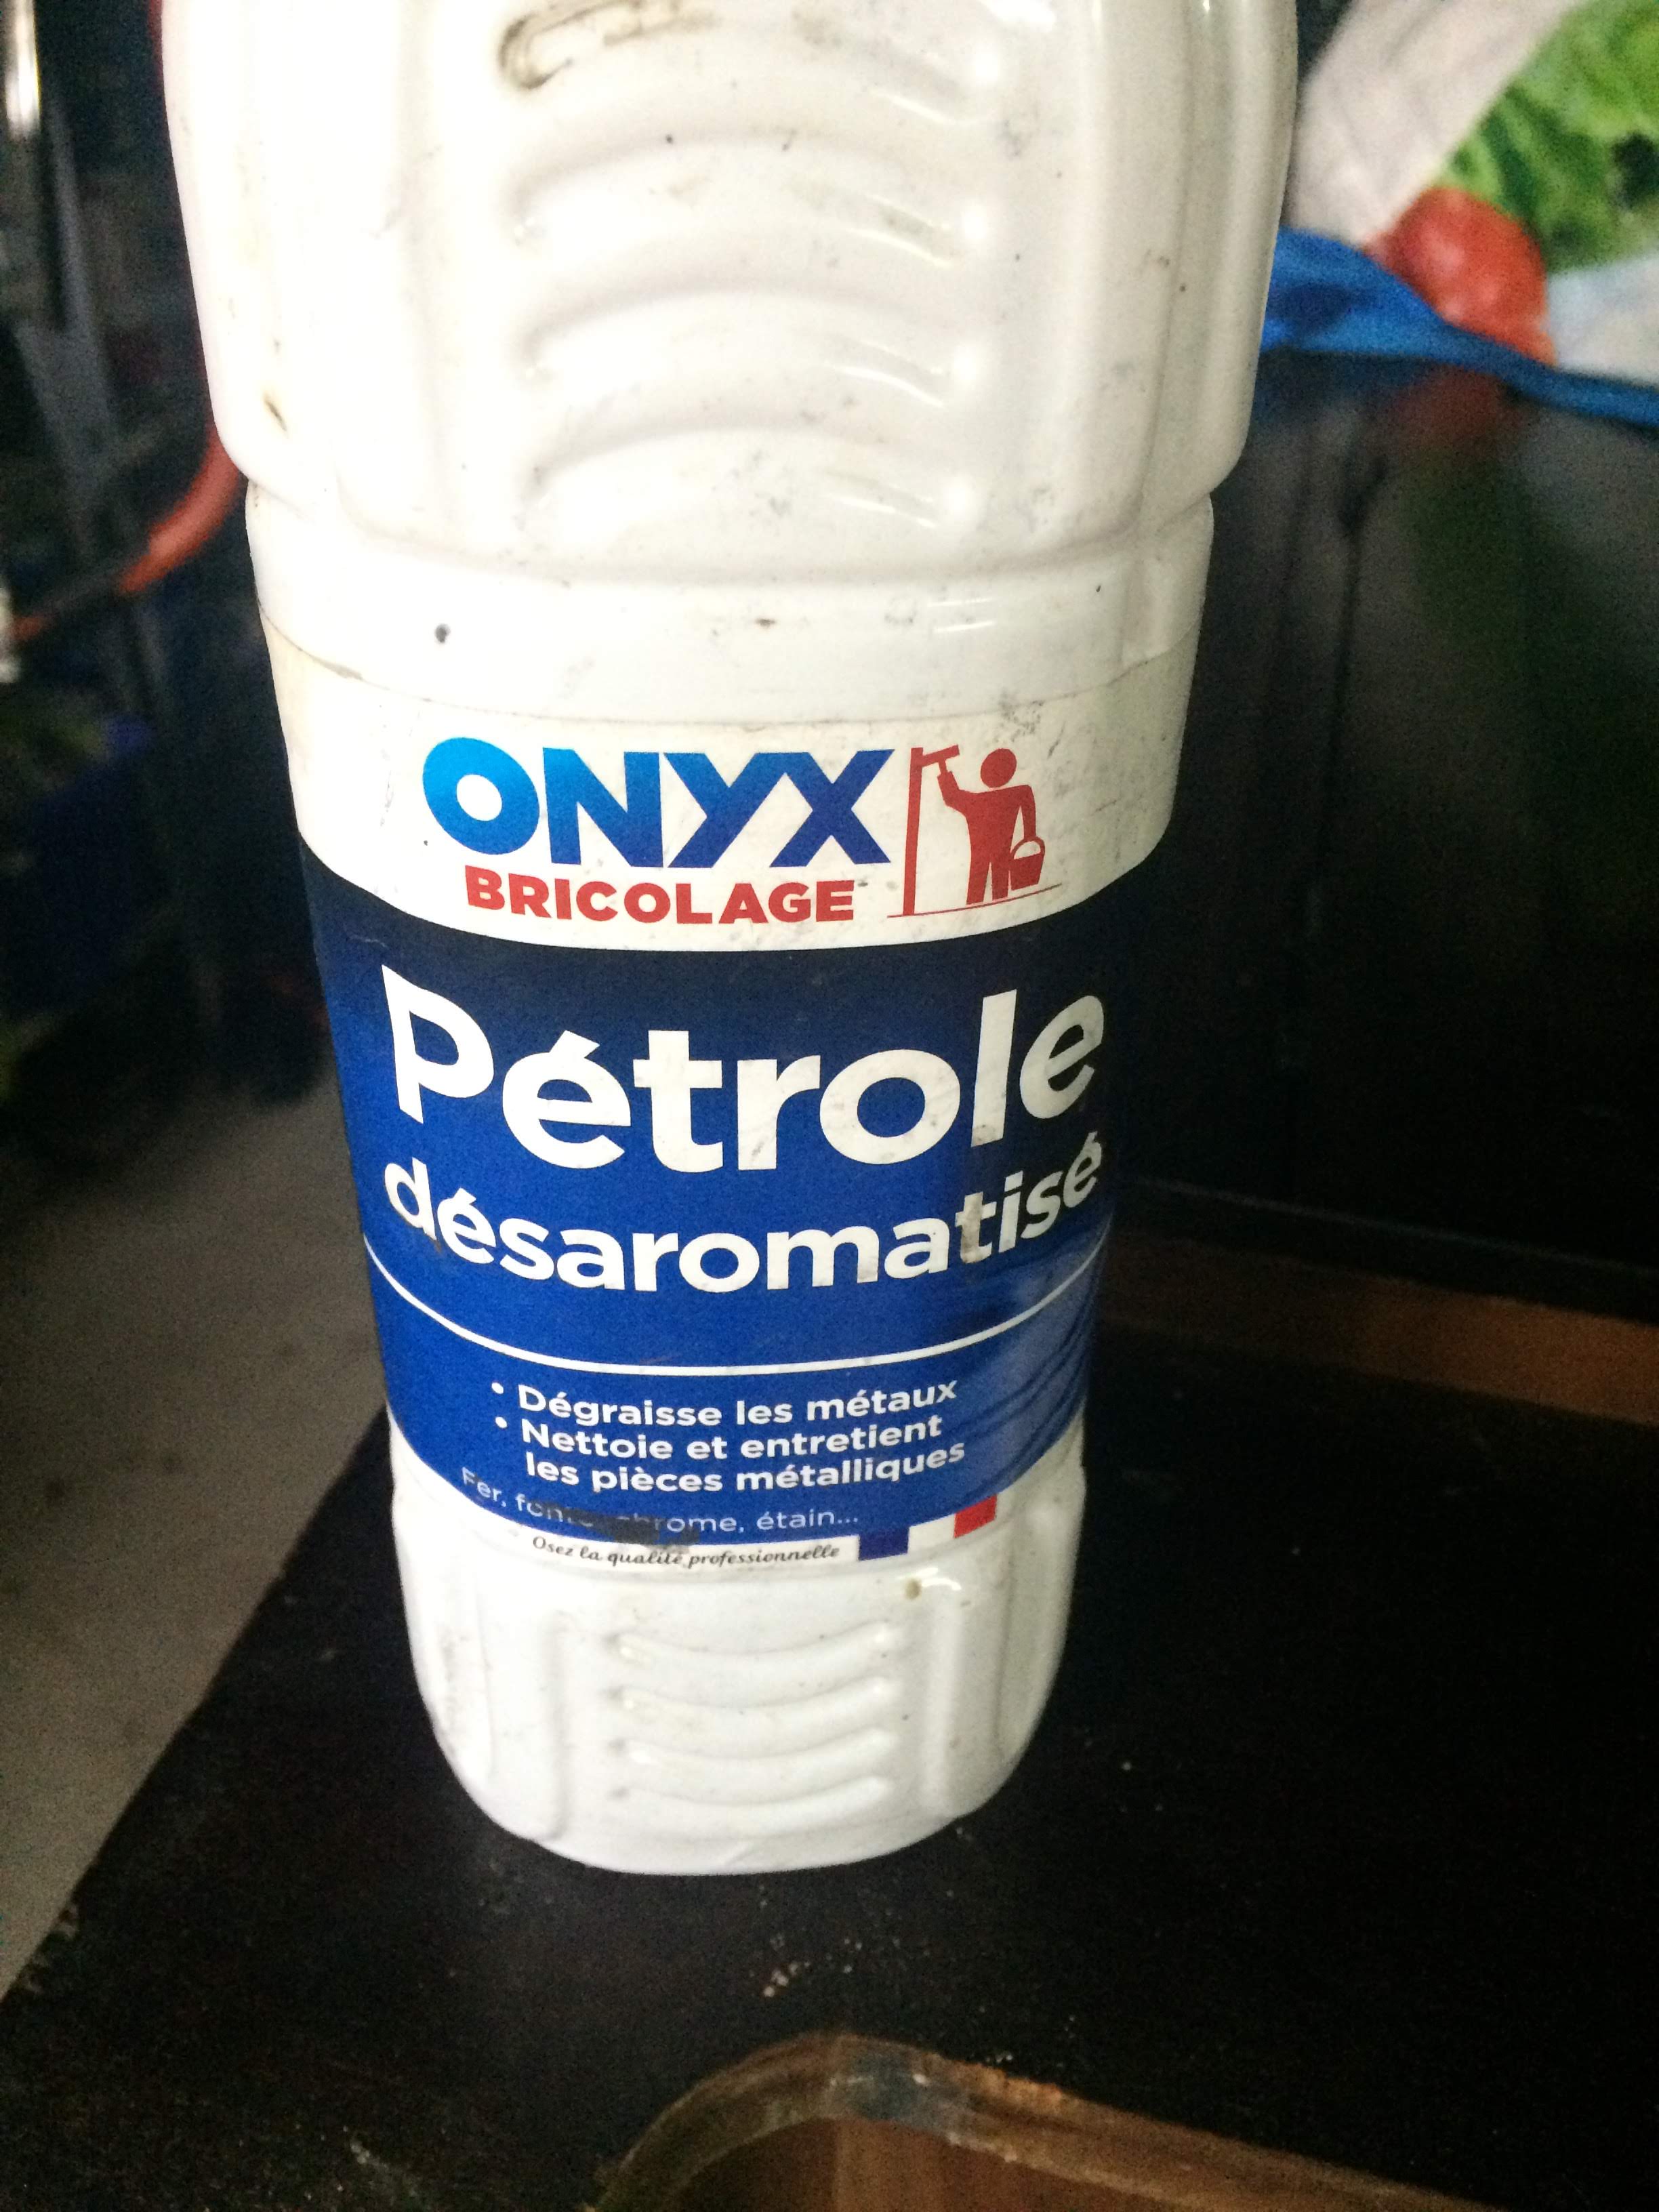 ONYX
BRICOLAGE
Pétrole
désaromatisé
• Dégraisse les métaux
• Nettoie et entretient
les pièces métalliques
Fer, étain...
Osez la qualité professionnelle